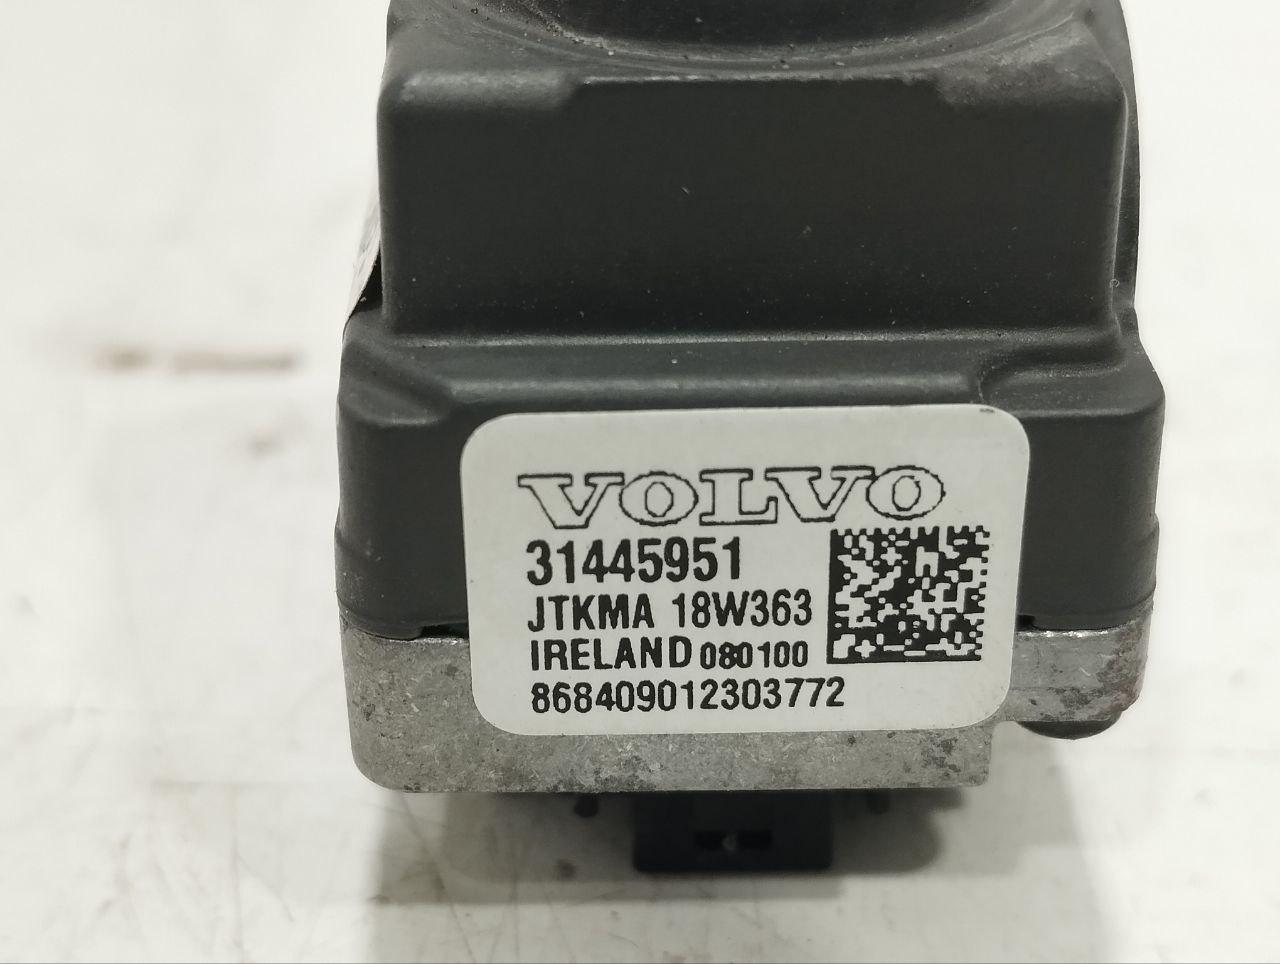 VOLVO
31445951
JTKMA 18W363
IRELAND 080100
868409012303772